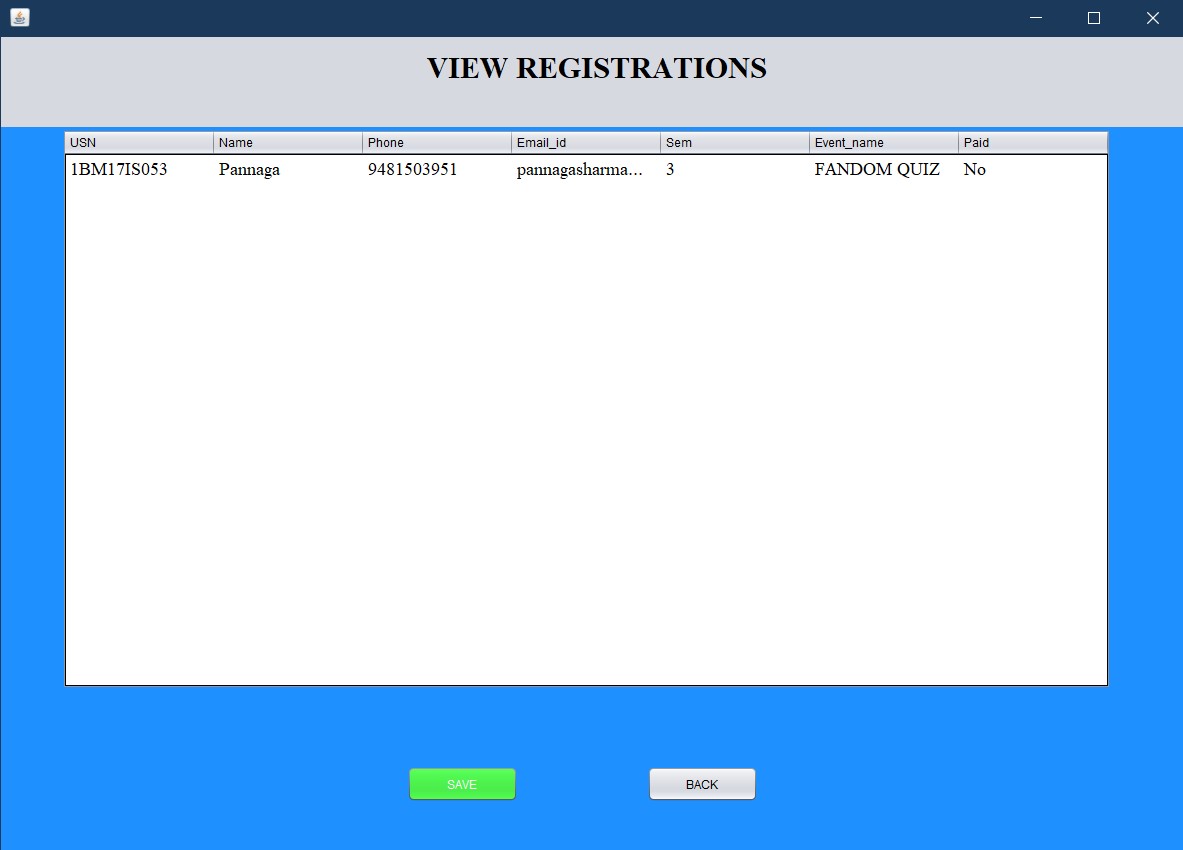 VIEW REGISTRATIONS
USN Name Phone Email_id Sem Event_name Paid
1BM17IS053 Pannaga 9481503951 pannagasharma... 3 FANDOM QUIZ No
SAVE BACK